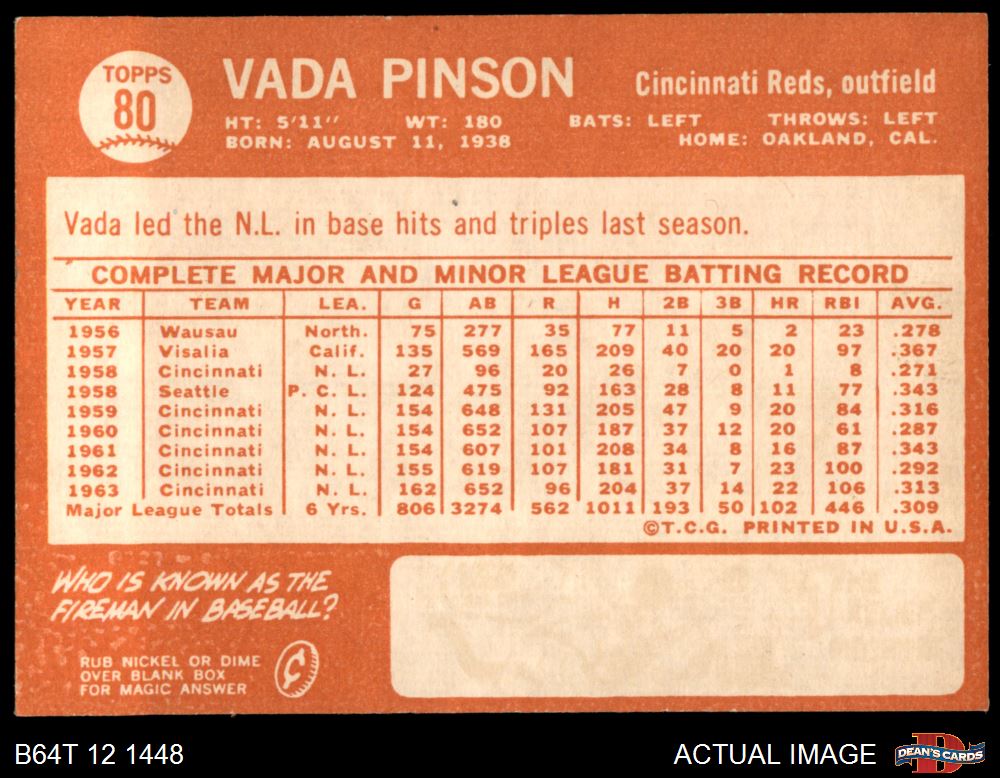 TOPPS
80
VADA PINSON
Cincinnati Reds, outfield
HT: 5'11" WT: 180 BATS: LEFT THROWS: LEFT
BORN: AUGUST 11, 1938 HOME: OAKLAND, CAL.
Vada led the N.L. in base hits and triples last season.
COMPLETE MAJOR AND MINOR LEAGUE BATTING RECORD
YEAR TEAM LEA. G AB R H 2B 3B HR RBI AVG.
1956 Wausau North. 75 277 35 77 11 5 2 23 .278
1957 Visalia Calif. 135 569 165 209 40 20 20 97 .367
1958 Cincinnati N. L. 27 96 20 26 7 0 1 8 .271
1958 Seattle P. C. L. 124 475 92 163 28 8 11 77 .343
1959 Cincinnati N. L. 154 648 131 205 47 9 20 84 .316
1960 Cincinnati N. L. 154 652 107 187 37 12 20 61 .287
1961 Cincinnati N. L. 154 607 101 208 34 8 16 87 .343
1962 Cincinnati N. L. 155 619 107 181 31 7 23 100 .292
1963 Cincinnati N. L. 162 652 96 204 37 14 22 106 .313
Major League Totals 6 Yrs. 806 3274 562 1011 193 50 102 446 .309
©T.C.G. PRINTED IN U.S.A.
WHO IS KNOWN AS THE
FIREMAN IN BASEBALL?
RUB NICKEL OR DIME
OVER BLANK BOX
FOR MAGIC ANSWER
B64T 12 1448
ACTUAL IMAGE
DEAN'S CARDS